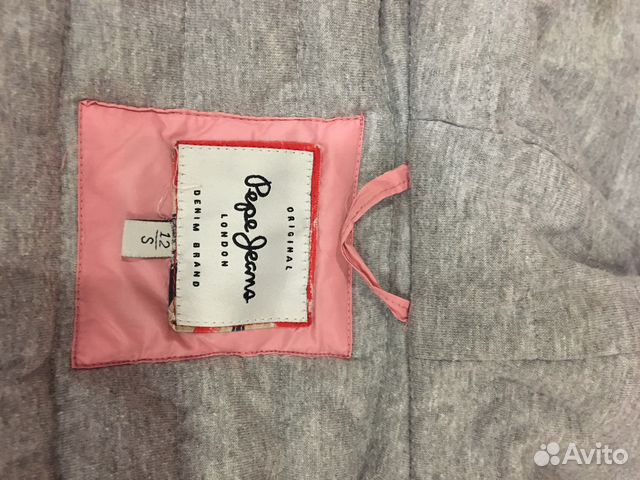 ORIGINAL
Pepe Jeans
LONDON
DENIM BRAND
12
S
Avito